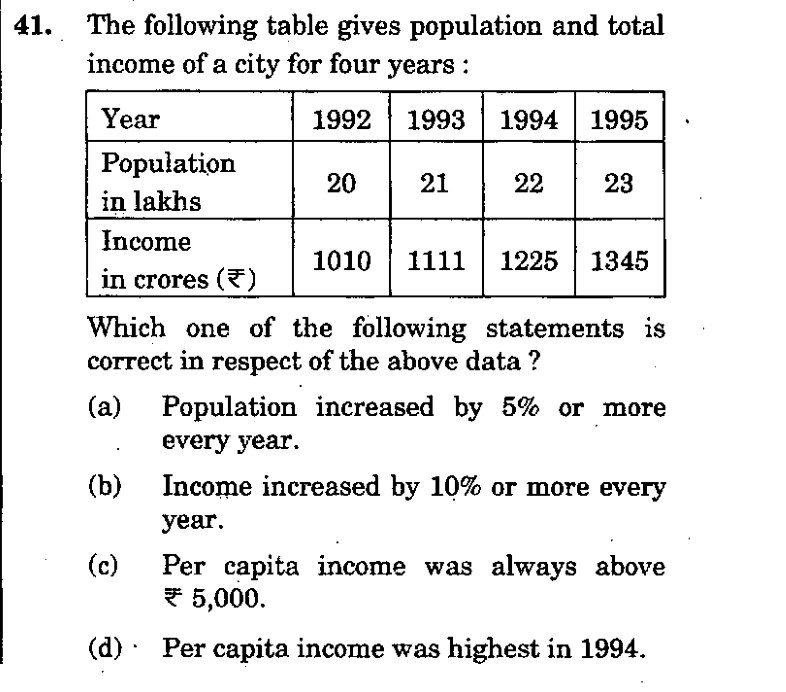 41. The following table gives population and total
income of a city for four years :
Year 1992 1993 1994 1995
Population
in lakhs 20 21 22 23
Income
in crores (₹) 1010 1111 1225 1345
Which one of the following statements is
correct in respect of the above data ?
(a) Population increased by 5% or more
every year.
(b) Income increased by 10% or more every
year.
(c) Per capita income was always above
₹ 5,000.
(d) Per capita income was highest in 1994.